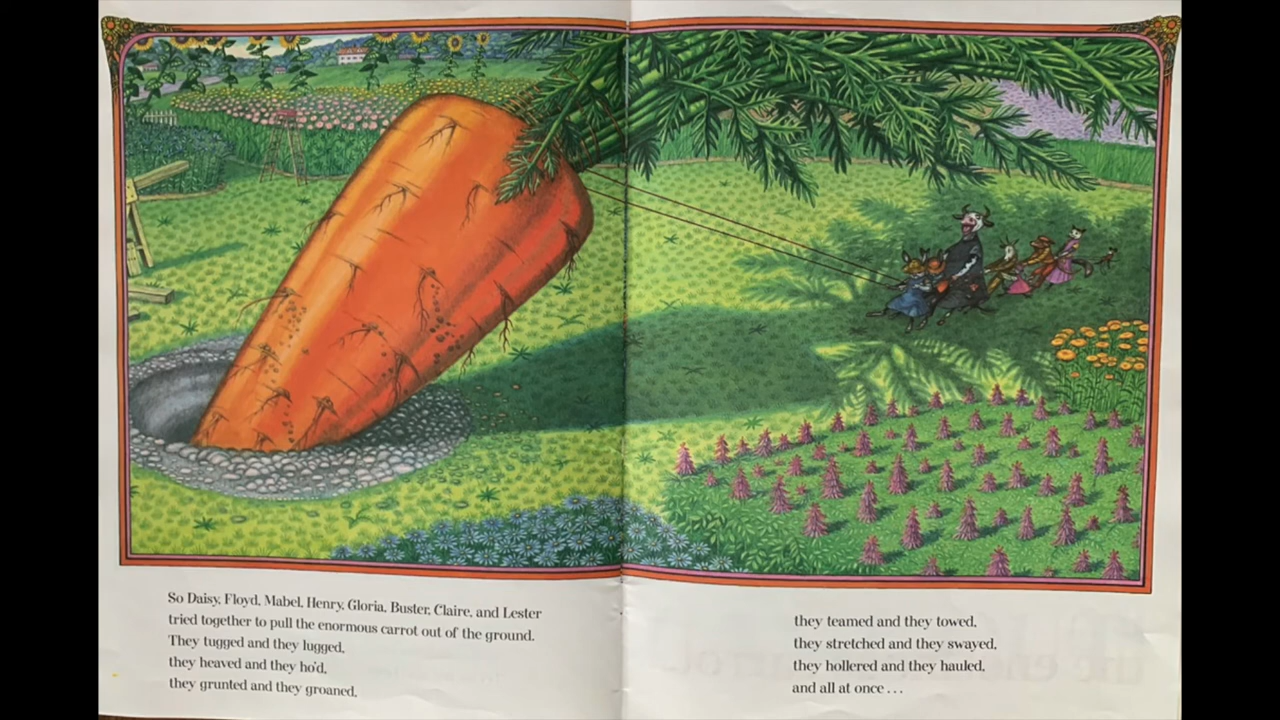 So Daisy, Floyd, Mabel, Henry, Gloria, Buster, Claire, and Lester
tried together to pull the enormous carrot out of the ground.
They tugged and they lugged,
they heaved and they ho'd,
they grunted and they groaned,
they teamed and they towed,
they stretched and they swayed,
they hollered and they hauled,
and all at once . . .